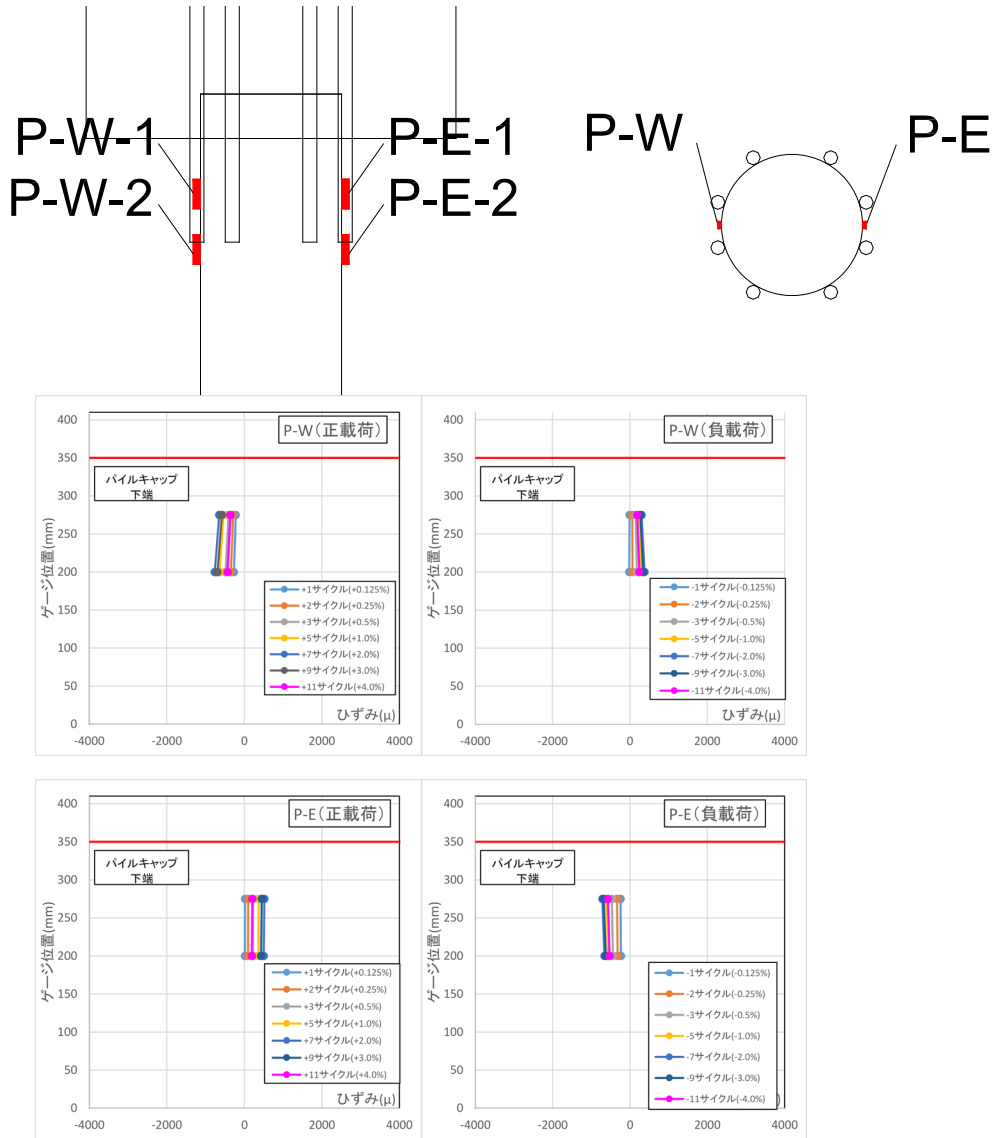 P-W-1
P-E-1
P-W-2
P-E-2
P-W
P-E
P-W(正載荷)
パイルキャップ
下端
ゲージ位置(mm)
400
350
300
250
200
150
100
50
0
+1サイクル(+0.125%)
+2サイクル(+0.25%)
+3サイクル(+0.5%)
+5サイクル(+1.0%)
+7サイクル(+2.0%)
+9サイクル(+3.0%)
+11サイクル(+4.0%)
ひずみ(μ)
-4000 -2000 0 2000 4000
P-W(負載荷)
パイルキャップ
下端
ゲージ位置(mm)
400
350
300
250
200
150
100
50
0
-1サイクル(-0.125%)
-2サイクル(-0.25%)
-3サイクル(-0.5%)
-5サイクル(-1.0%)
-7サイクル(-2.0%)
-9サイクル(-3.0%)
-11サイクル(-4.0%)
ひずみ(μ)
-4000 -2000 0 2000 4000
P-E(正載荷)
パイルキャップ
下端
ゲージ位置(mm)
400
350
300
250
200
150
100
50
0
+1サイクル(+0.125%)
+2サイクル(+0.25%)
+3サイクル(+0.5%)
+5サイクル(+1.0%)
+7サイクル(+2.0%)
+9サイクル(+3.0%)
+11サイクル(+4.0%)
ひずみ(μ)
-4000 -2000 0 2000 4000
P-E(負載荷)
パイルキャップ
下端
ゲージ位置(mm)
400
350
300
250
200
150
100
50
0
-1サイクル(-0.125%)
-2サイクル(-0.25%)
-3サイクル(-0.5%)
-5サイクル(-1.0%)
-7サイクル(-2.0%)
-9サイクル(-3.0%)
-11サイクル(-4.0%)
)
-4000 -2000 0 2000 4000